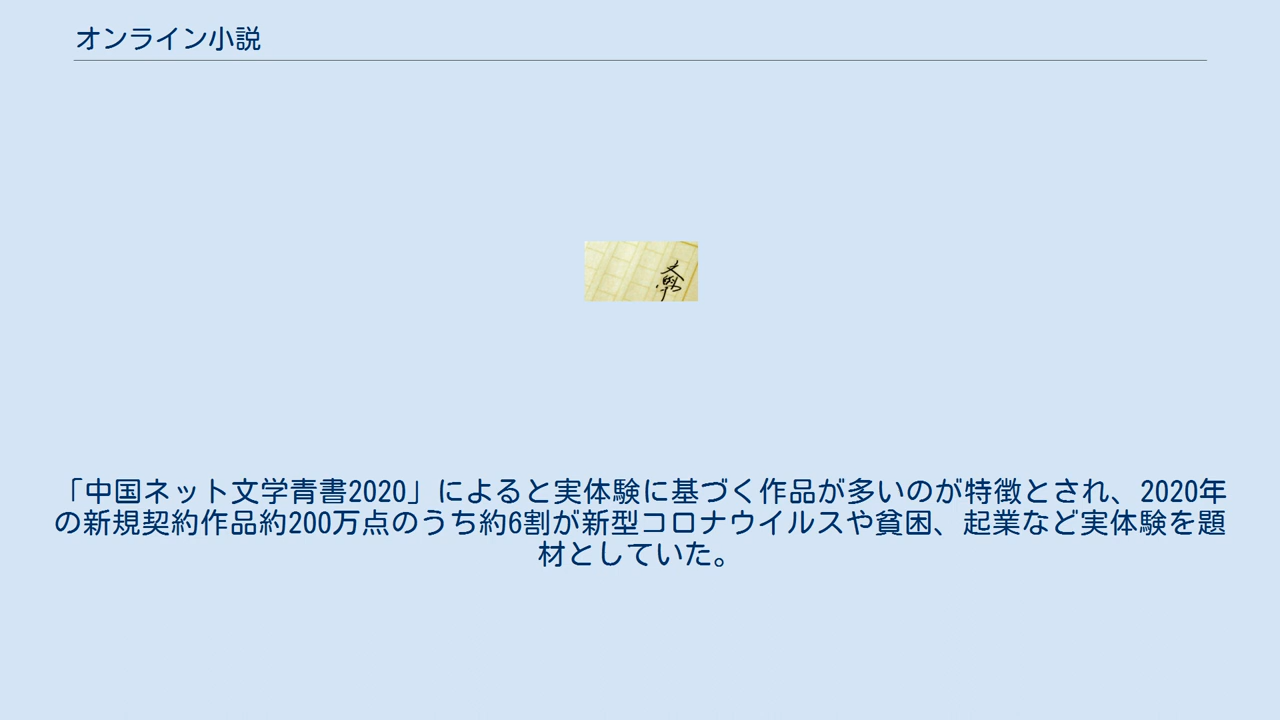 オンライン小説
「中国ネット文学青書2020」によると実体験に基づく作品が多いのが特徴とされ、2020年
の新規契約作品約200万点のうち約6割が新型コロナウイルスや貧困、起業など実体験を題
材としていた。